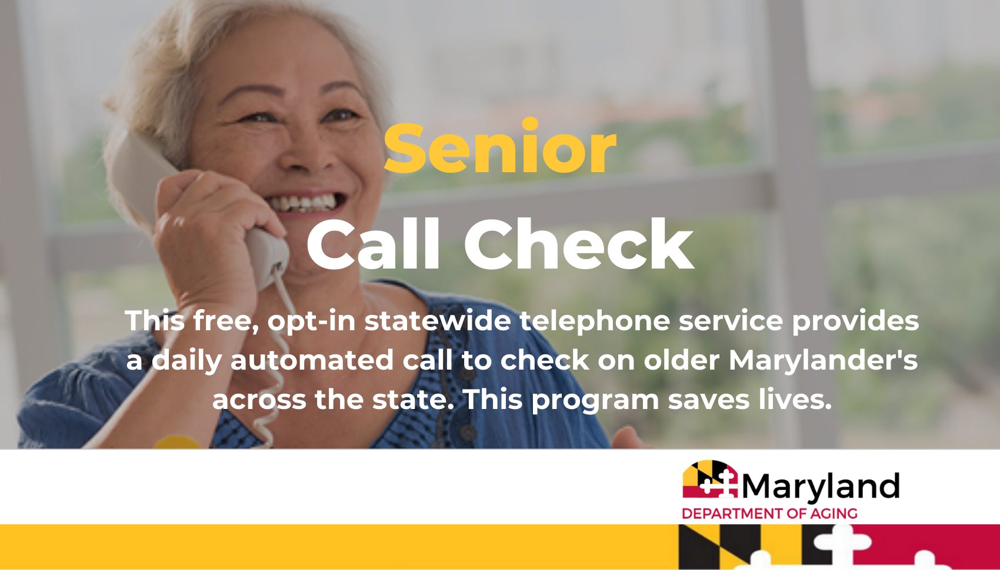 Senior
Call Check
This free, opt-in statewide telephone service provides
a daily automated call to check on older Marylander's
across the state. This program saves lives.
Maryland
DEPARTMENT OF AGING